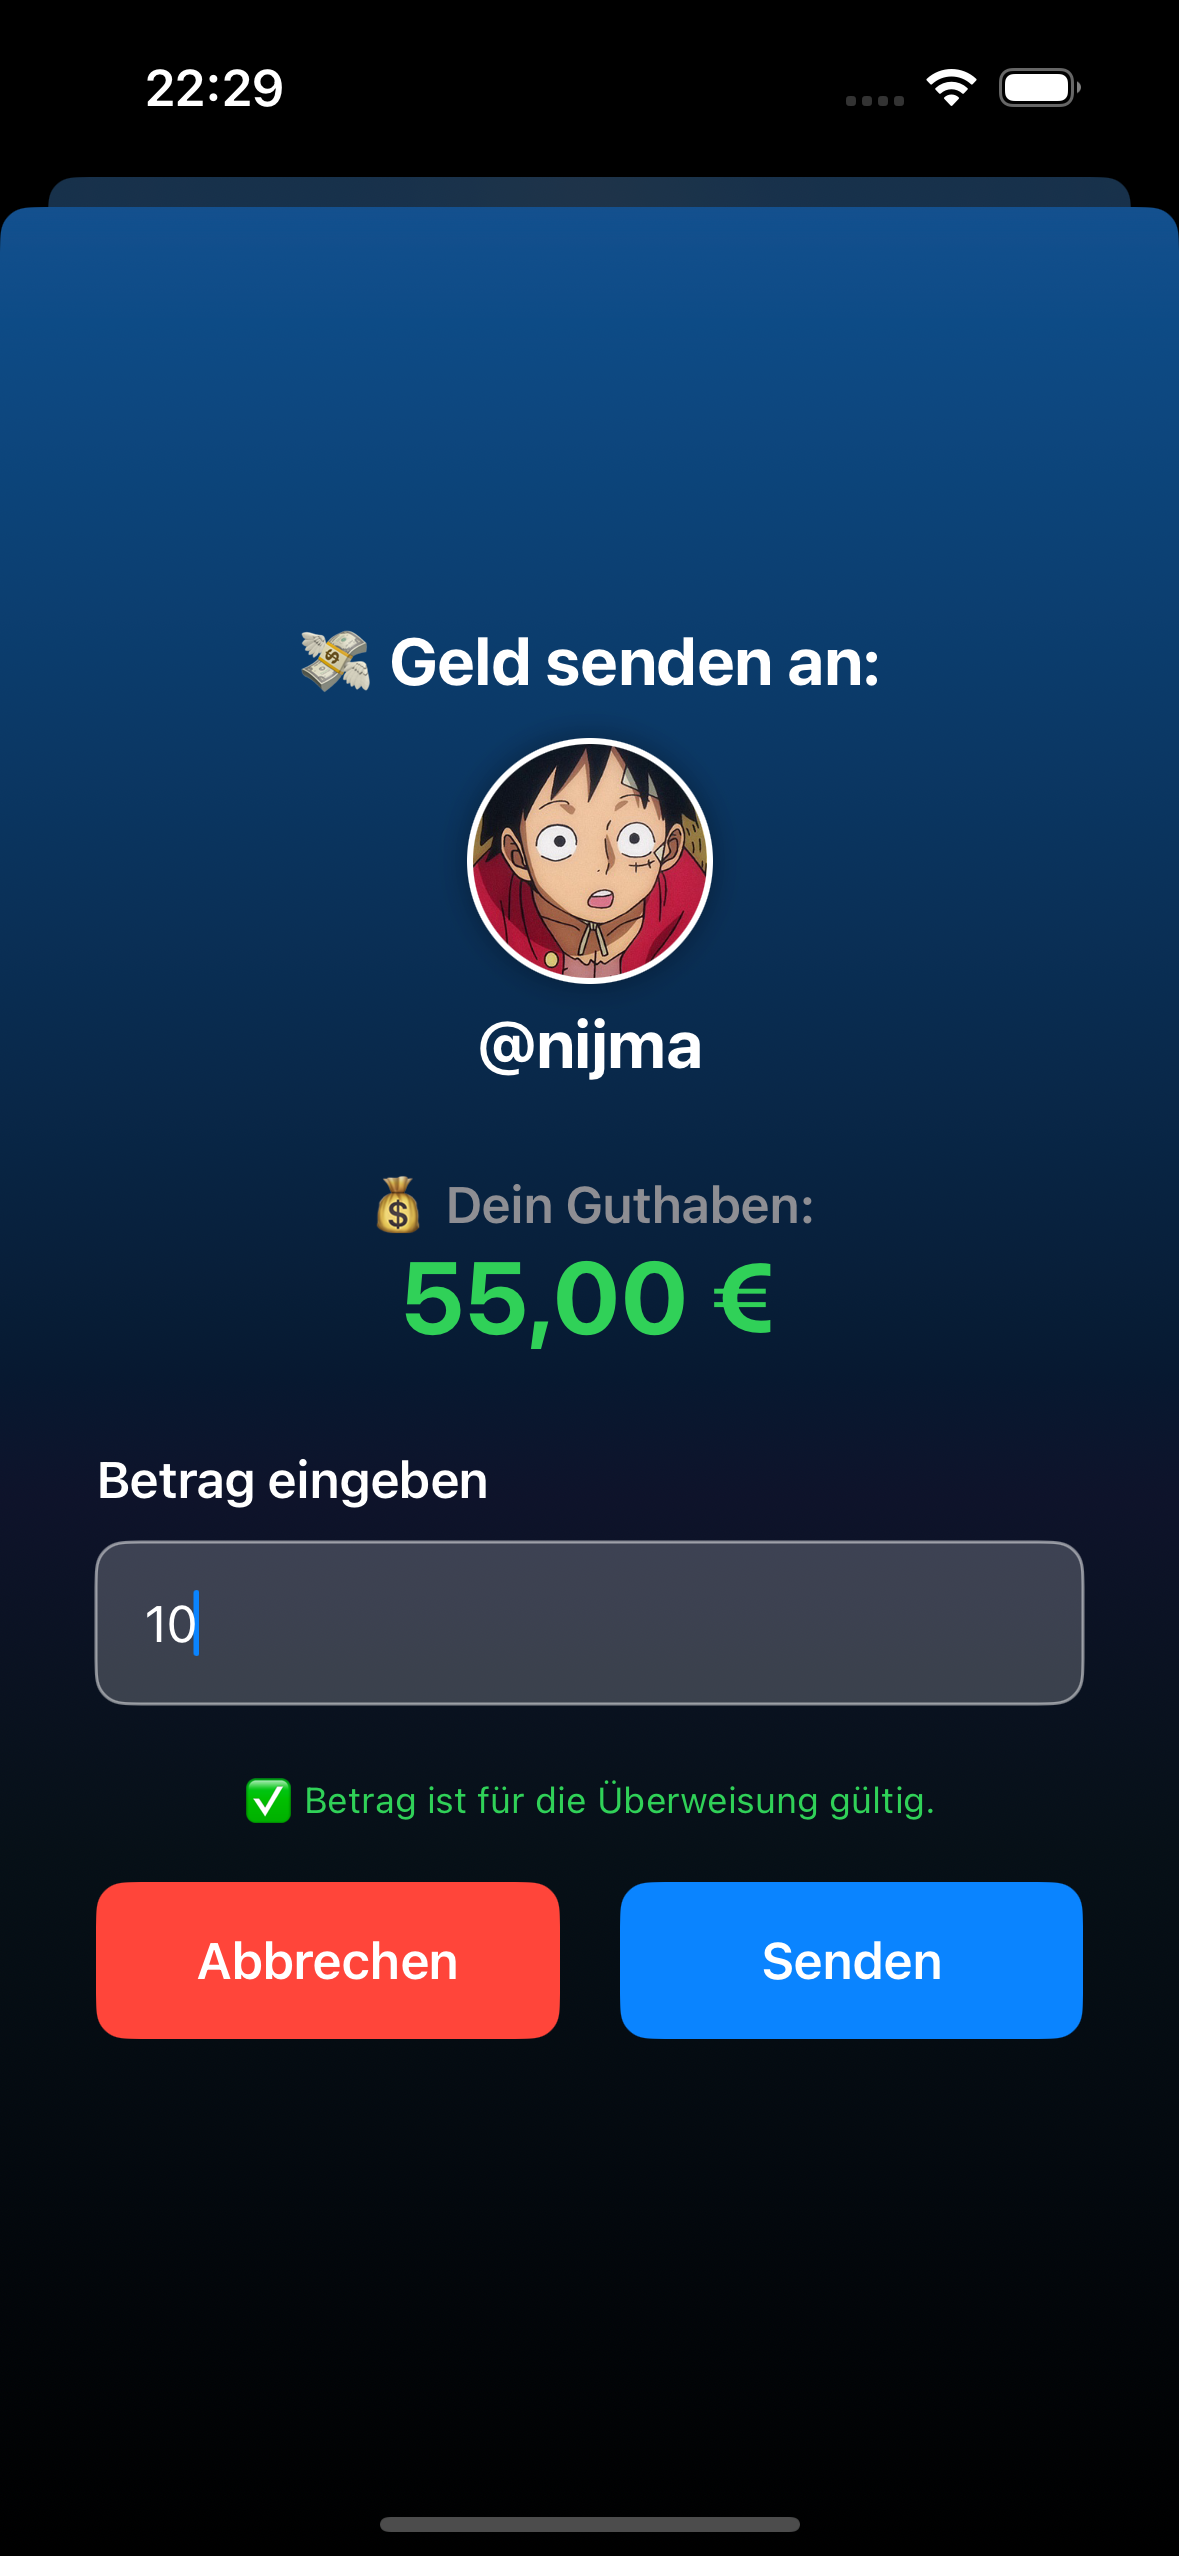 22:29
💸 Geld senden an:
@nijma
💰 Dein Guthaben:
55,00 €
Betrag eingeben
10
✅ Betrag ist für die Überweisung gültig.
Abbrechen
Senden